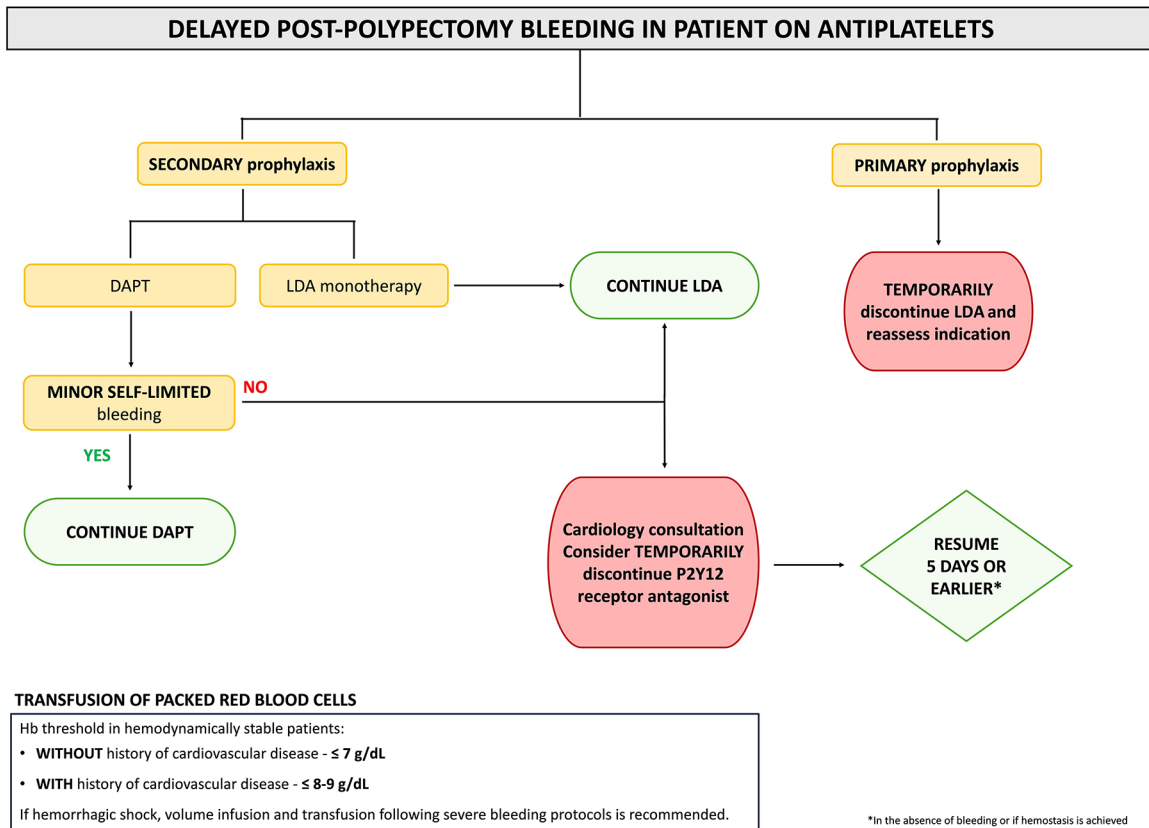 DELAYED POST-POLYPECTOMY BLEEDING IN PATIENT ON ANTIPLATELETS
SECONDARY prophylaxis
PRIMARY prophylaxis
DAPT
LDA monotherapy
CONTINUE LDA
TEMPORARILY
discontinue LDA and
reassess indication
MINOR SELF-LIMITED
bleeding
NO
YES
CONTINUE DAPT
Cardiology consultation
Consider TEMPORARILY
discontinue P2Y12
receptor antagonist
RESUME
5 DAYS OR
EARLIER*
TRANSFUSION OF PACKED RED BLOOD CELLS
Hb threshold in hemodynamically stable patients:
• WITHOUT history of cardiovascular disease - ≤ 7 g/dL
• WITH history of cardiovascular disease - ≤ 8-9 g/dL
If hemorrhagic shock, volume infusion and transfusion following severe bleeding protocols is recommended.
*In the absence of bleeding or if hemostasis is achieved